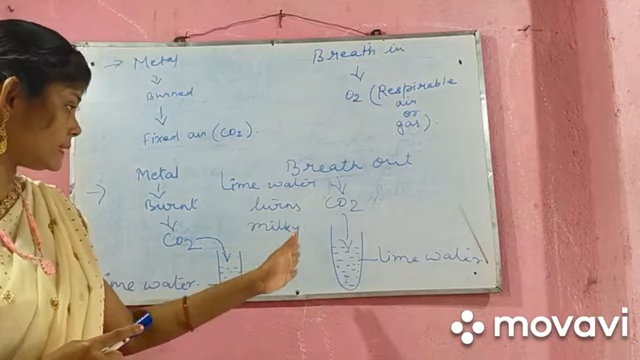 → Metal
↓
Burned
↓
Fixed air (CO2).
Breath in
↓
O2 (Respirable
air
or
gas).
→ Metal
↓
Burnt
↓
CO2
lime water.
Breath out
↓
CO2
Lime water
turns
milky
lime water
movavi